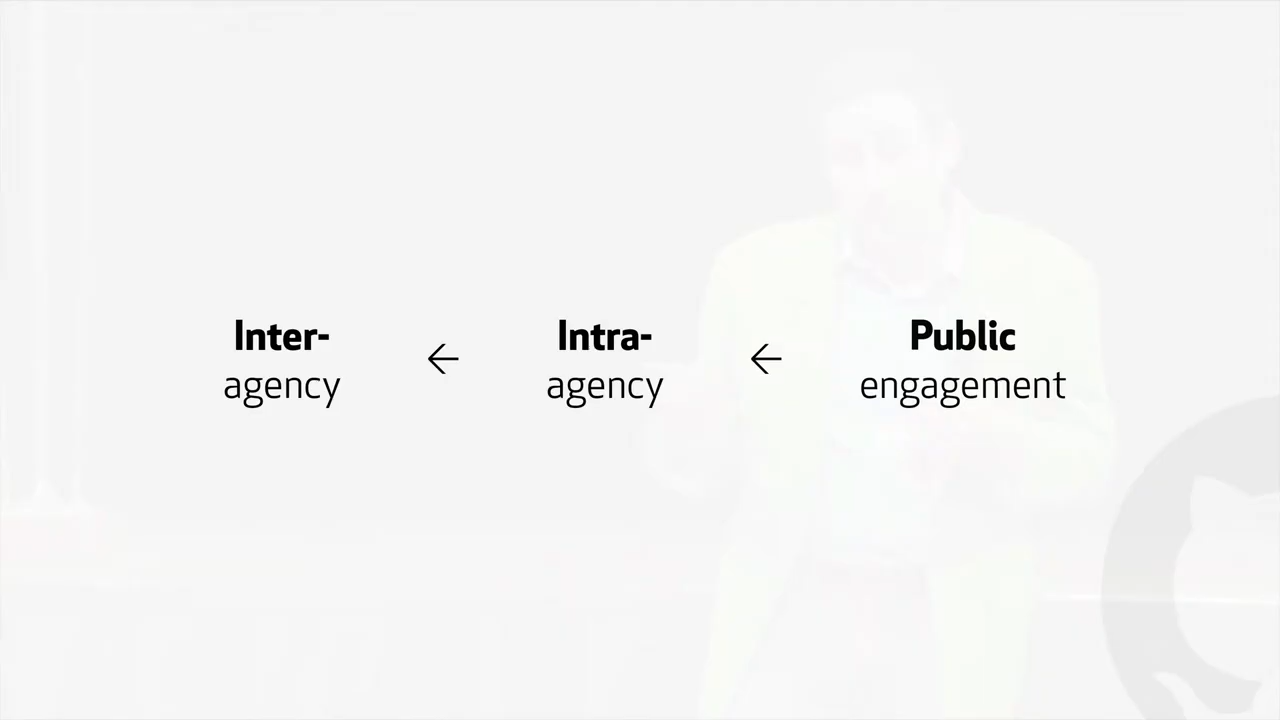 Inter-
agency
←
Intra-
agency
←
Public
engagement